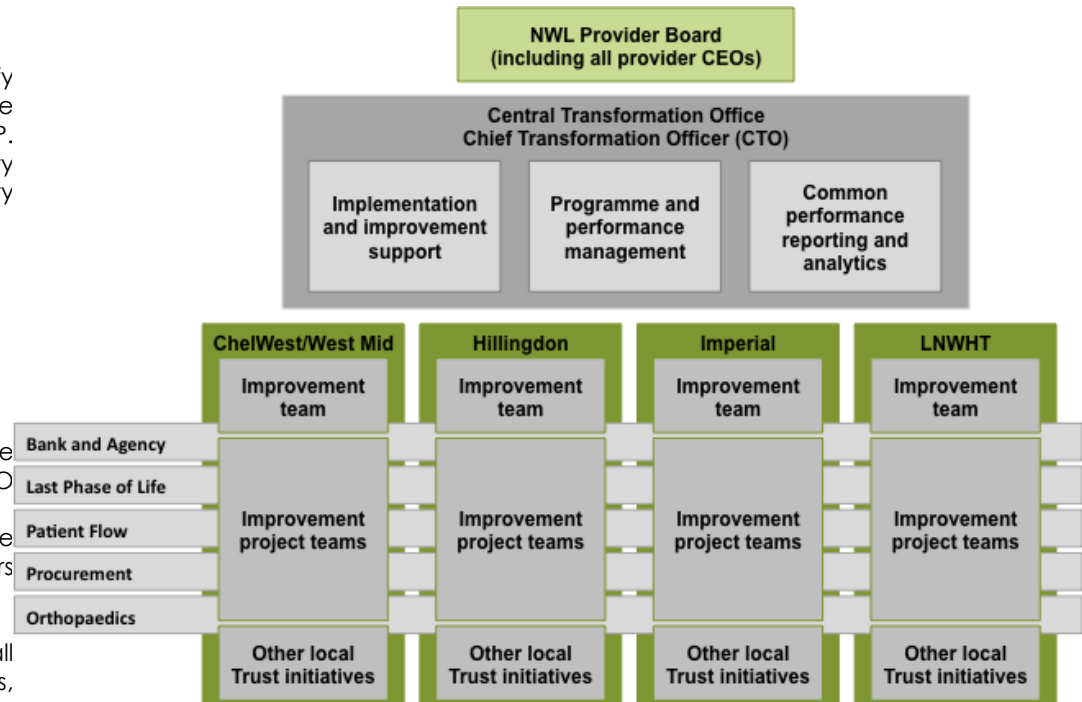 NWL Provider Board
(including all provider CEOs)
Central Transformation Office
Chief Transformation Officer (CTO)
Implementation
and improvement
support
Programme and
performance
management
Common
performance
reporting and
analytics
ChelWest/West Mid
Hillingdon
Imperial
LNWHT
Improvement
team
Improvement
team
Improvement
team
Improvement
team
Bank and Agency
Last Phase of Life
Patient Flow
Procurement
Orthopaedics
Improvement
project teams
Improvement
project teams
Improvement
project teams
Improvement
project teams
Other local
Trust initiatives
Other local
Trust initiatives
Other local
Trust initiatives
Other local
Trust initiatives